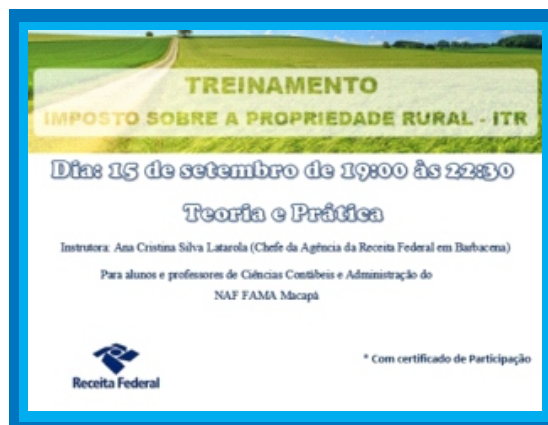 TREINAMENTO
IMPOSTO SOBRE A PROPRIEDADE RURAL - ITR
Dia: 15 de setembro de 19:00 às 22:30
Teoria e Prática
Instrutora: Ana Cristina Silva Latarola (Chefe da Agência da Receita Federal em Barbacena)
Para alunos e professores de Ciências Contábeis e Administração do
NAF FAMA Macapá
* Com certificado de Participação
Receita Federal